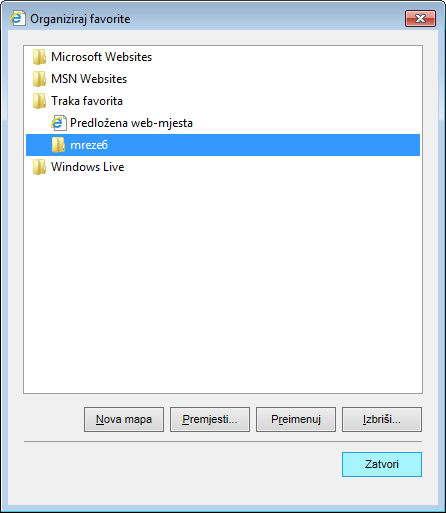 Organiziraj favorite
Microsoft Websites
MSN Websites
Traka favorita
Predložena web-mjesta
mreze6
Windows Live
Nova mapa Premjesti... Preimenuj Izbriši...
Zatvori